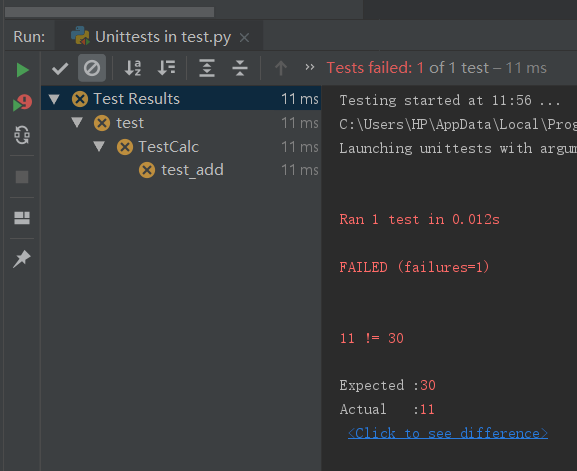 Run: Unittests in test.py
Tests failed: 1 of 1 test – 11 ms
Test Results 11 ms
test 11 ms
TestCalc 11 ms
test_add 11 ms
Testing started at 11:56 ...
C:\Users\HP\AppData\Local\Prog
Launching unittests with argum
Ran 1 test in 0.012s
FAILED (failures=1)
11 != 30
Expected :30
Actual   :11
<Click to see difference>